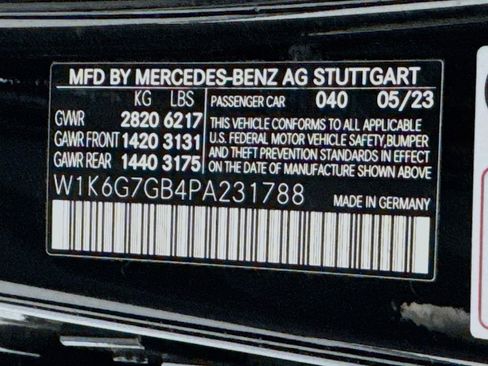 MFD BY MERCEDES-BENZ AG STUTTGART
KG LBS
GVWR 2820 6217
GAWR FRONT 1420 3131
GAWR REAR 1440 3175
PASSENGER CAR 040 05/23
THIS VEHICLE CONFORMS TO ALL APPLICABLE
U.S. FEDERAL MOTOR VEHICLE SAFETY,BUMPER
AND THEFT PREVENTION STANDARDS IN EFFECT
ON THE DATE OF MANUFACTURE SHOWN ABOVE
W1K6G7GB4PA231788
MADE IN GERMANY